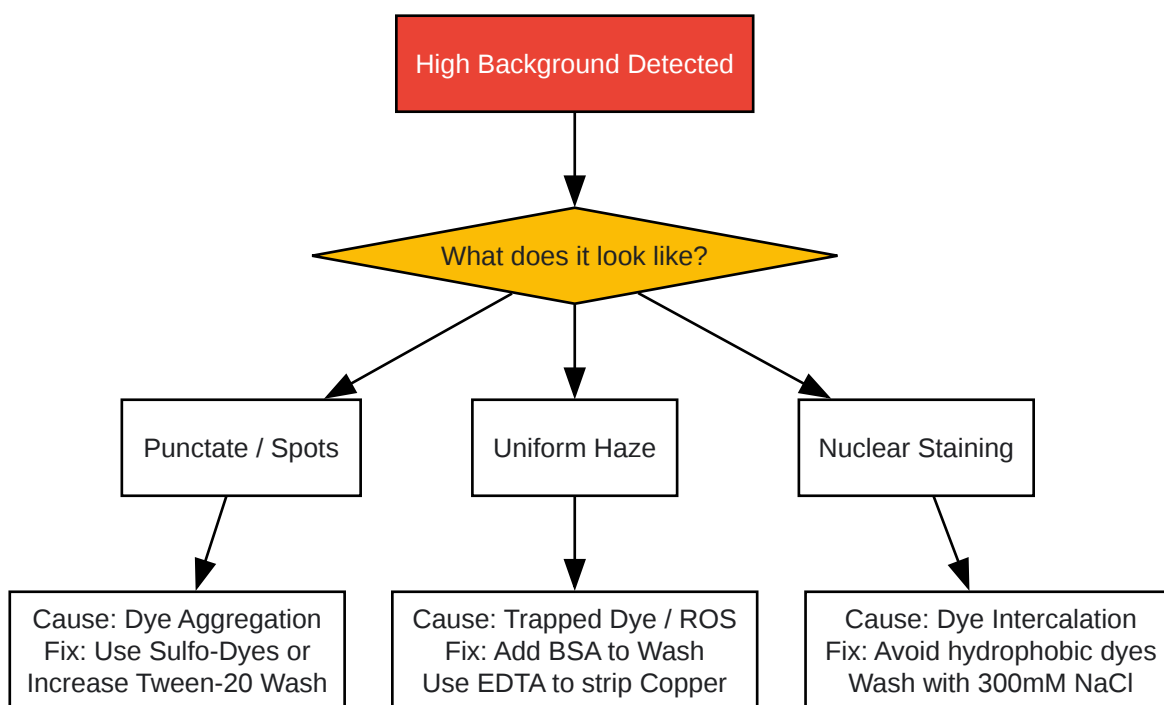 High Background Detected
What does it look like?
Punctate / Spots
Uniform Haze
Nuclear Staining
Cause: Dye Aggregation
Fix: Use Sulfo-Dyes or
Increase Tween-20 Wash
Cause: Trapped Dye / ROS
Fix: Add BSA to Wash
Use EDTA to strip Copper
Cause: Dye Intercalation
Fix: Avoid hydrophobic dyes
Wash with 300mM NaCl